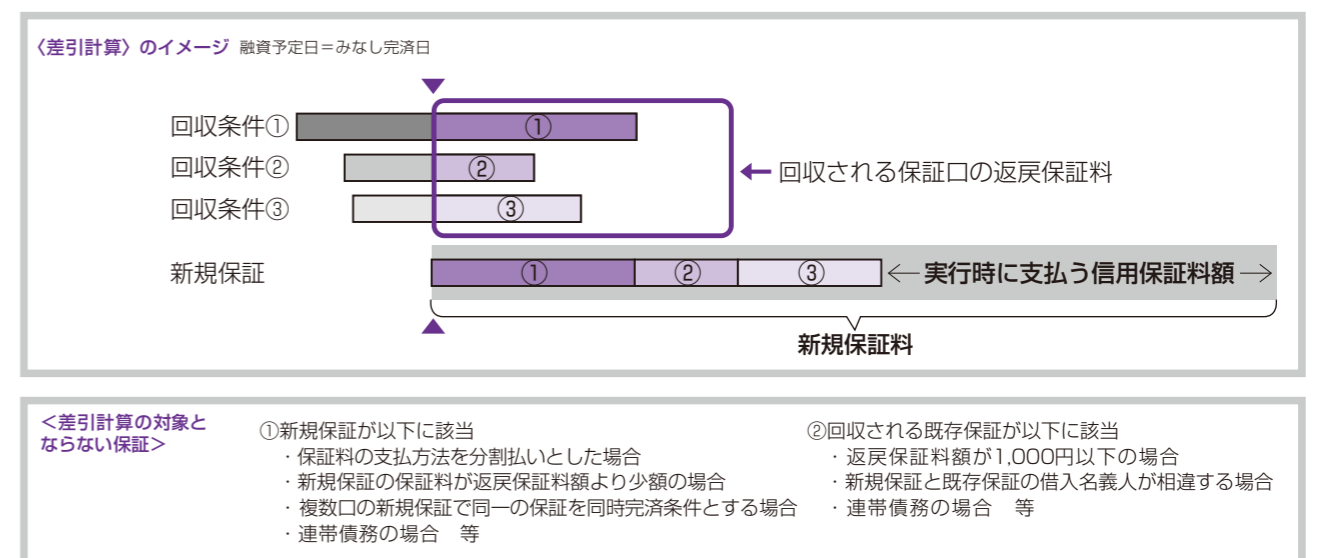 〈差引計算〉のイメージ 融資予定日＝みなし完済日
回収条件① ①
回収条件② ②
回収条件③ ③
←回収される保証口の返戻保証料
新規保証 ① ② ③ ←実行時に支払う信用保証料額→
新規保証料
＜差引計算の対象と
ならない保証＞
①新規保証が以下に該当
・保証料の支払方法を分割払いとした場合
・新規保証の保証料が返戻保証料額より少額の場合
・複数口の新規保証で同一の保証を同時完済条件とする場合
・連帯債務の場合　等
②回収される既存保証が以下に該当
・返戻保証料額が1,000円以下の場合
・新規保証と既存保証の借入名義人が相違する場合
・連帯債務の場合　等